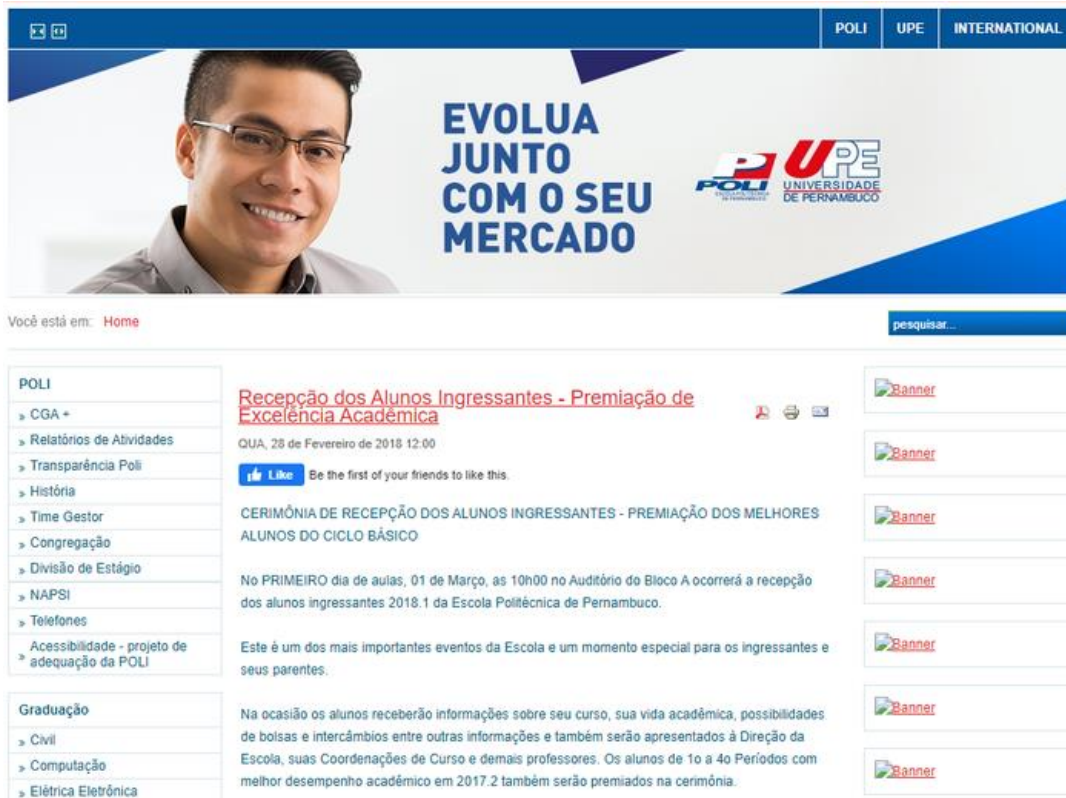 POLI UPE INTERNATIONAL
EVOLUA
JUNTO
COM O SEU
MERCADO
POLI
UPE
UNIVERSIDADE
DE PERNAMBUCO
Você está em: Home
pesquisar...
POLI
» CGA +
» Relatórios de Atividades
» Transparência Poli
» História
» Time Gestor
» Congregação
» Divisão de Estágio
» NAPSI
» Telefones
» Acessibilidade - projeto de
adequação da POLI
Graduação
» Civil
» Computação
» Elétrica Eletrônica
Recepção dos Alunos Ingressantes - Premiação de
Excelência Acadêmica
QUA, 28 de Fevereiro de 2018 12:00
Like Be the first of your friends to like this.
CERIMÔNIA DE RECEPÇÃO DOS ALUNOS INGRESSANTES - PREMIAÇÃO DOS MELHORES
ALUNOS DO CICLO BÁSICO
No PRIMEIRO dia de aulas, 01 de Março, as 10h00 no Auditório do Bloco A ocorrerá a recepção
dos alunos ingressantes 2018.1 da Escola Politécnica de Pernambuco.
Este é um dos mais importantes eventos da Escola e um momento especial para os ingressantes e
seus parentes.
Na ocasião os alunos receberão informações sobre seu curso, sua vida acadêmica, possibilidades
de bolsas e intercâmbios entre outras informações e também serão apresentados à Direção da
Escola, suas Coordenações de Curso e demais professores. Os alunos de 1o a 4o Períodos com
melhor desempenho acadêmico em 2017.2 também serão premiados na cerimônia.
Banner
Banner
Banner
Banner
Banner
Banner
Banner